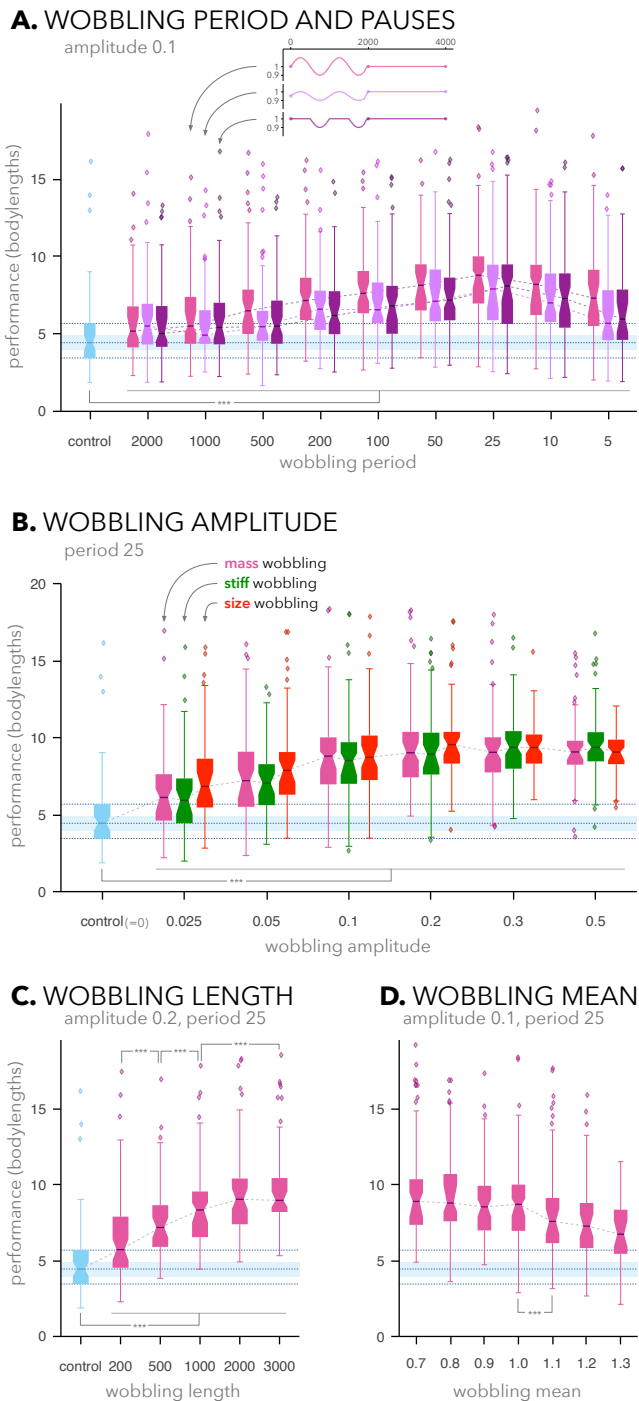 A. WOBBLING PERIOD AND PAUSES
amplitude 0.1
0 2000 4000
1
0.9
1
0.9
1
0.9
performance (bodylengths)
15
10
5
0
***
control 2000 1000 500 200 100 50 25 10 5
wobbling period
B. WOBBLING AMPLITUDE
period 25
mass wobbling
stiff wobbling
size wobbling
performance (bodylengths)
20
15
10
5
0
***
control(=0) 0.025 0.05 0.1 0.2 0.3 0.5
wobbling amplitude
C. WOBBLING LENGTH
amplitude 0.2, period 25
*** *** ***
performance (bodylengths)
15
10
5
0
***
control 200 500 1000 2000 3000
wobbling length
D. WOBBLING MEAN
amplitude 0.1, period 25
15
10
5
0
***
0.7 0.8 0.9 1.0 1.1 1.2 1.3
wobbling mean